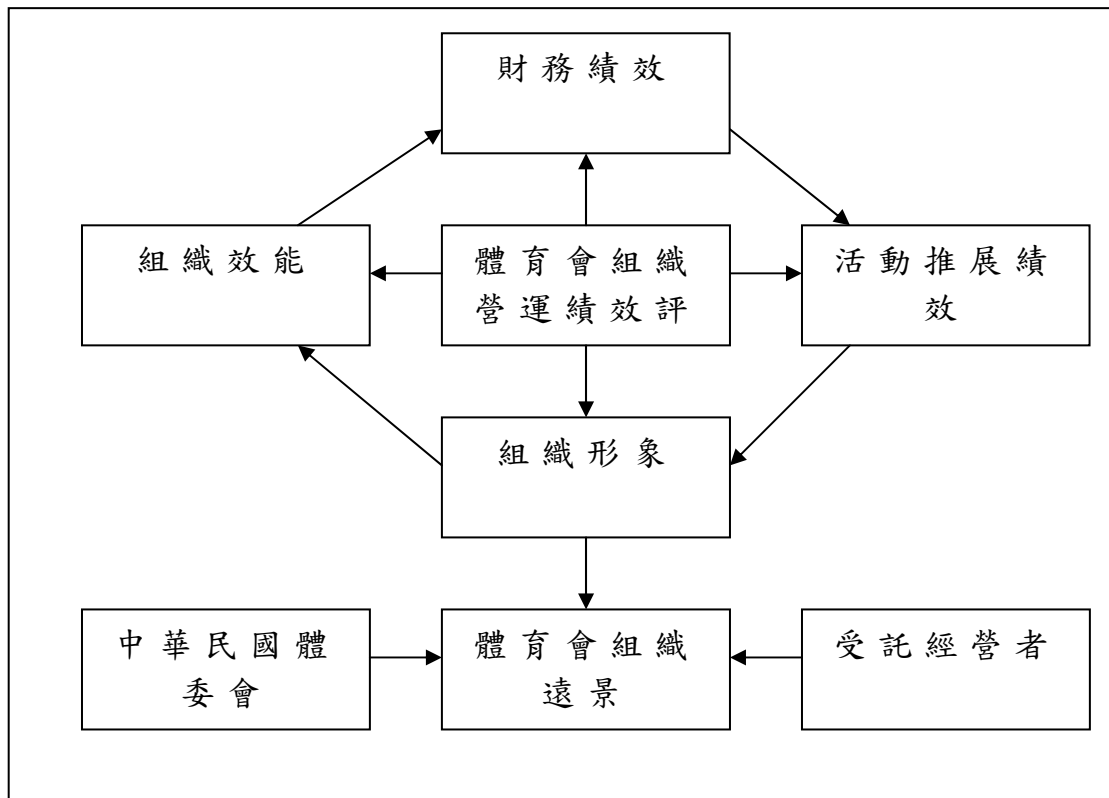 財務績效
組織效能
體育會組織
營運績效評
活動推展績
效
組織形象
中華民國體
委會
體育會組織
遠景
受託經營者